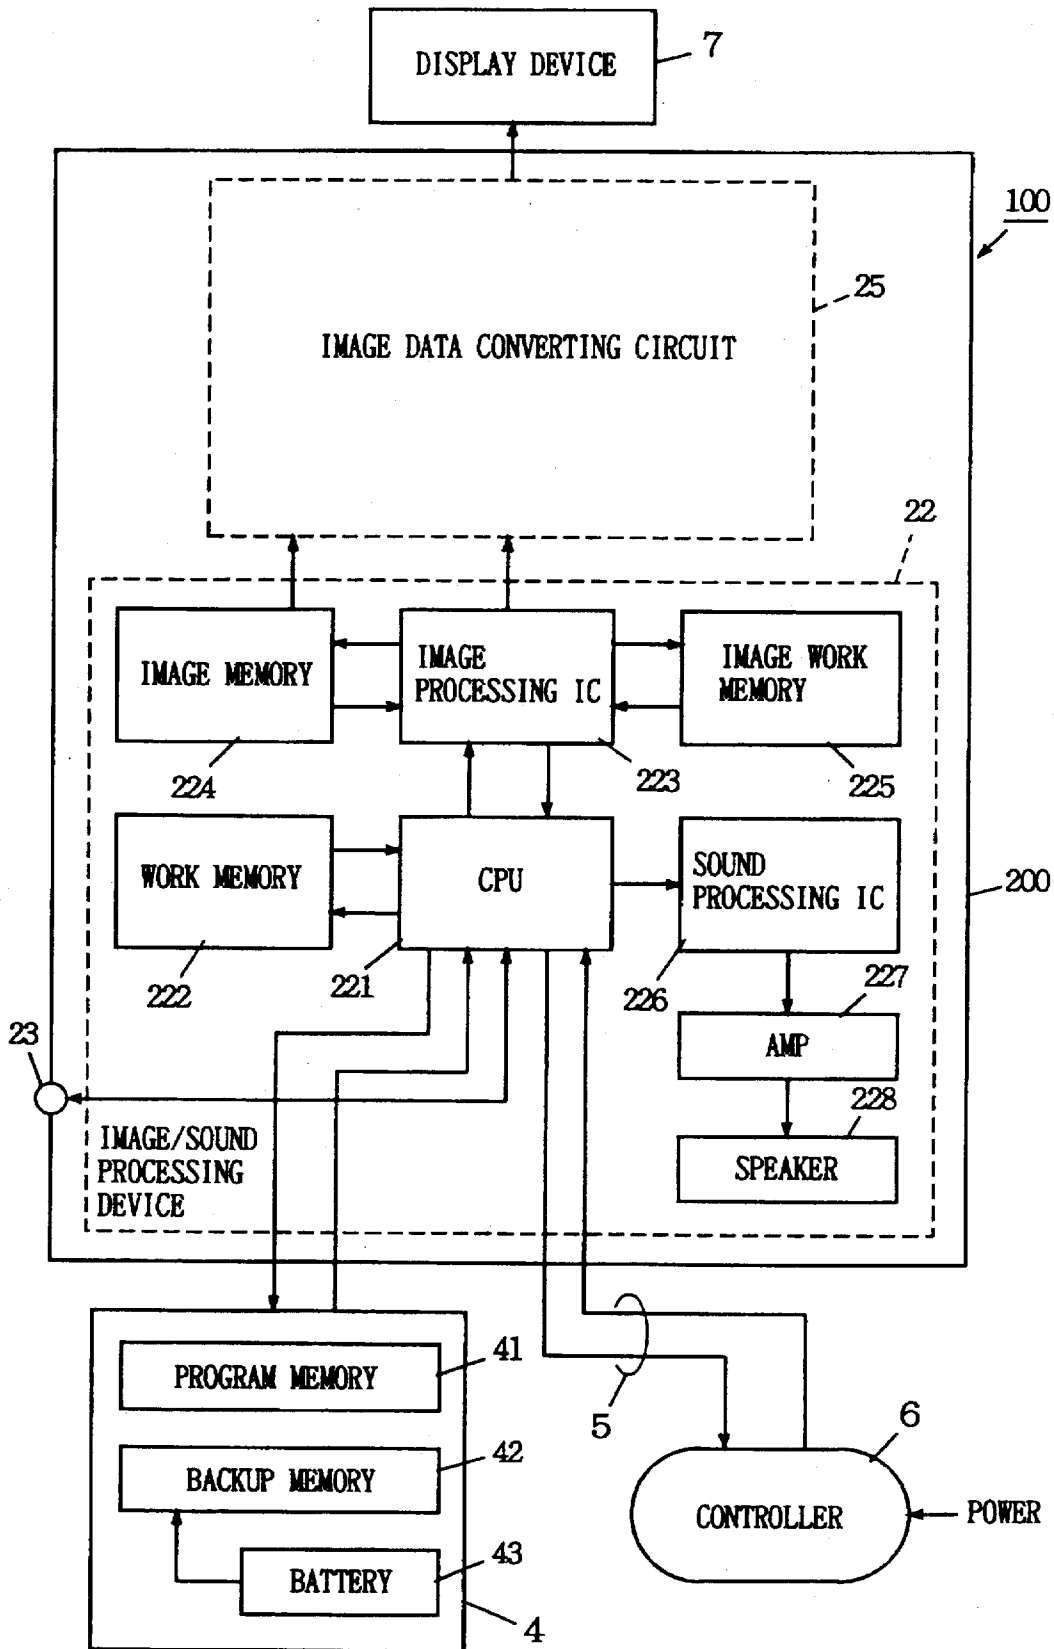 DISPLAY DEVICE
7
100
25
IMAGE DATA CONVERTING CIRCUIT
22
IMAGE MEMORY
IMAGE
PROCESSING IC
IMAGE WORK
MEMORY
224
223
225
WORK MEMORY
CPU
SOUND
PROCESSING IC
200
222
221
226
227
AMP
23
228
IMAGE/SOUND
PROCESSING
DEVICE
SPEAKER
PROGRAM MEMORY
41
5
6
BACKUP MEMORY
42
CONTROLLER
POWER
BATTERY
43
4